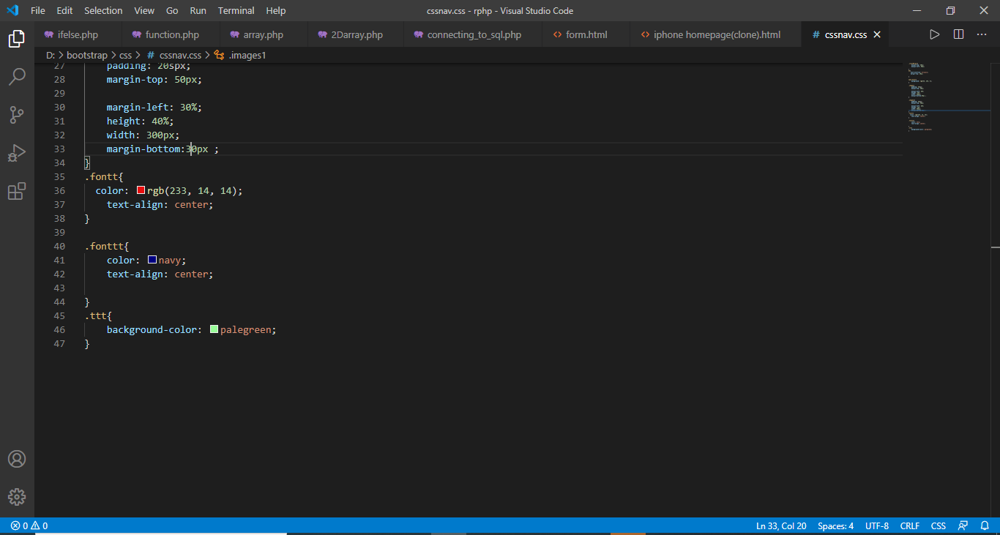 File Edit Selection View Go Run Terminal Help cssnav.css - rphp - Visual Studio Code
ifelse.php function.php array.php 2Darray.php connecting_to_sql.php form.html iphone homepage(clone).html # cssnav.css
D: > bootstrap > css > # cssnav.css > .images1
27 padding: 20spx;
28 margin-top: 50px;
29
30 margin-left: 30%;
31 height: 40%;
32 width: 300px;
33 margin-bottom:30px ;
34 }
35 .fontt{
36 color: rgb(233, 14, 14);
37 text-align: center;
38 }
39
40 .fonttt{
41 color: navy;
42 text-align: center;
43
44 }
45 .ttt{
46 background-color: palegreen;
47 }
0 0 Ln 33, Col 20 Spaces: 4 UTF-8 CRLF CSS